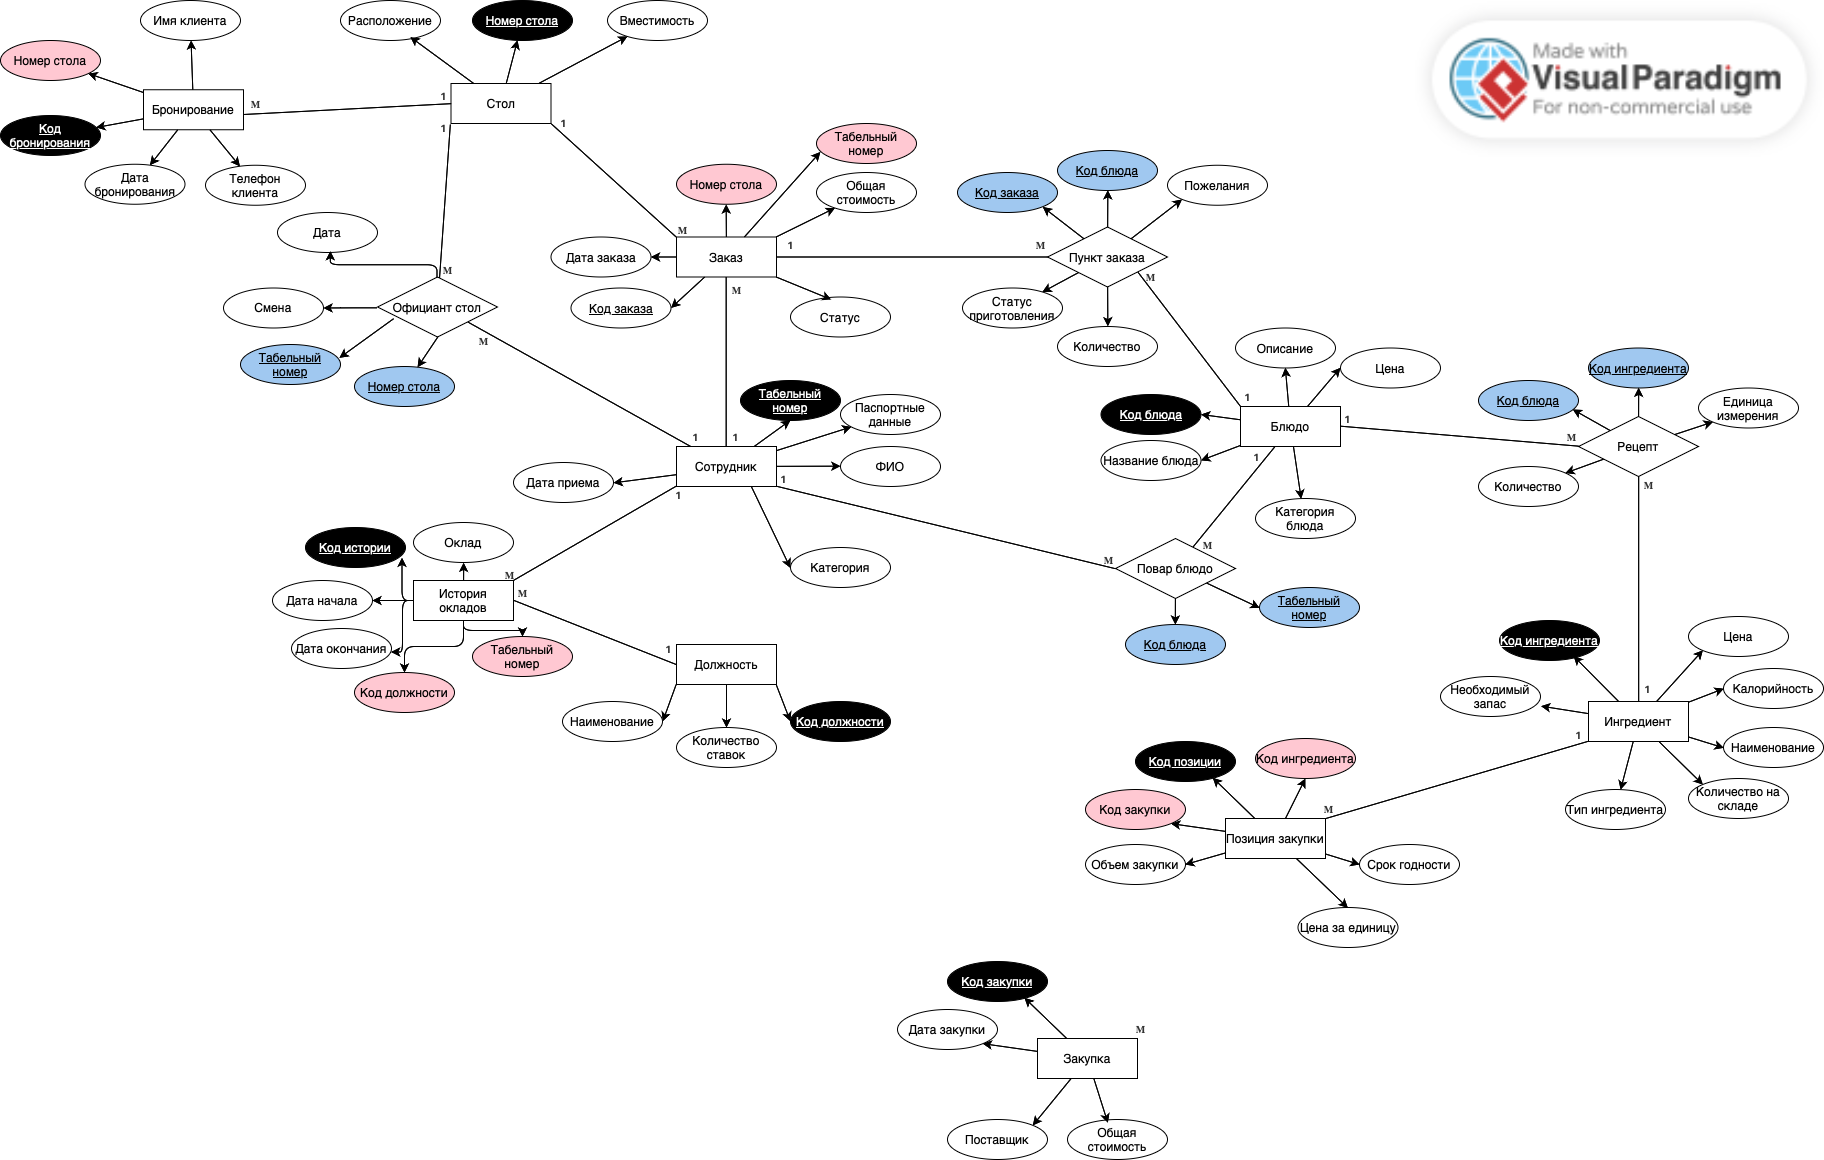 Имя клиента
Расположение
Номер стола
Вместимость
Made with
Visual Paradigm
For non-commercial use
Номер стола
Бронирование
M
1
Стол
Код
бронирования
1
1
Дата
бронирования
Телефон
клиента
Табельный
номер
Номер стола
Общая
стоимость
Код заказа
Код блюда
Пожелания
Дата
M
Дата заказа
Заказ
1
M
Пункт заказа
M
M
M
Смена
Официант стол
Код заказа
Статус
Статус
приготовления
Количество
M
Табельный
номер
Номер стола
Описание
Цена
Код ингредиента
Код блюда
Единица
измерения
Табельный
номер
Паспортные
данные
Код блюда
1
Блюдо
1
M
Рецепт
M
1
1
Сотрудник
ФИО
Название блюда
1
Количество
Дата приема
1
1
Категория
блюда
Код истории
Оклад
Категория
M
M
Повар блюдо
M
M
Дата начала
История
окладов
Табельный
номер
Код блюда
Дата окончания
Табельный
номер
Код должности
1
Должность
Наименование
Количество
ставок
Код должности
Код ингредиента
Цена
Необходимый
запас
1
Калорийность
Ингредиент
1
Наименование
Тип ингредиента
Количество на
складе
Код позиции
Код ингредиента
Код закупки
M
Позиция закупки
Объем закупки
Срок годности
Цена за единицу
Код закупки
Дата закупки
M
Закупка
Поставщик
Общая
стоимость